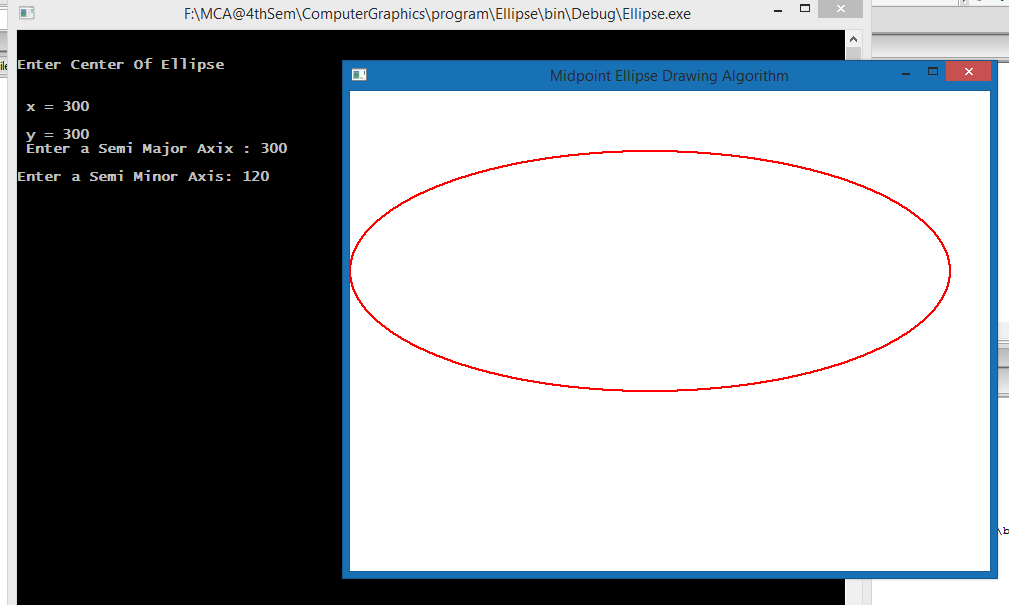 F:\MCA@4thSem\ComputerGraphics\program\Ellipse\bin\Debug\Ellipse.exe
Enter Center Of Ellipse
x = 300
y = 300
Enter a Semi Major Axix : 300
Enter a Semi Minor Axis: 120
Midpoint Ellipse Drawing Algorithm
\b